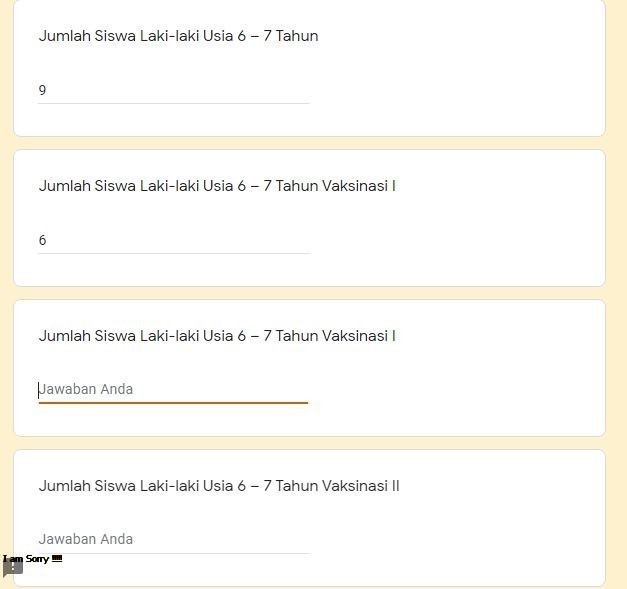 Jumlah Siswa Laki-laki Usia 6 – 7 Tahun
9
Jumlah Siswa Laki-laki Usia 6 – 7 Tahun Vaksinasi I
6
Jumlah Siswa Laki-laki Usia 6 – 7 Tahun Vaksinasi I
Jawaban Anda
Jumlah Siswa Laki-laki Usia 6 – 7 Tahun Vaksinasi II
Jawaban Anda
I am Sorry
!